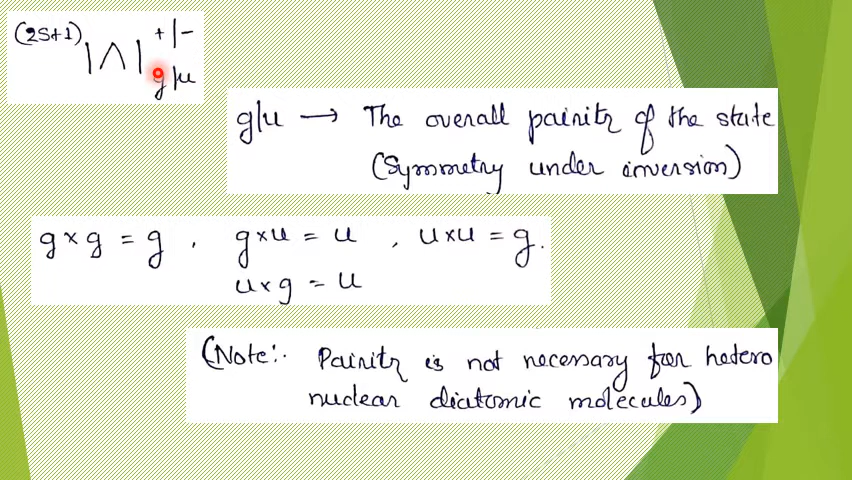 (2S+1)|Λ|+|-
g|u
g|u → The overall pairity of the state
(Symmetry under inversion)
g × g = g , g × u = u , u × u = g.
u × g = u
(Note:- Pairity is not necessary for hetero
nuclear diatomic molecules)